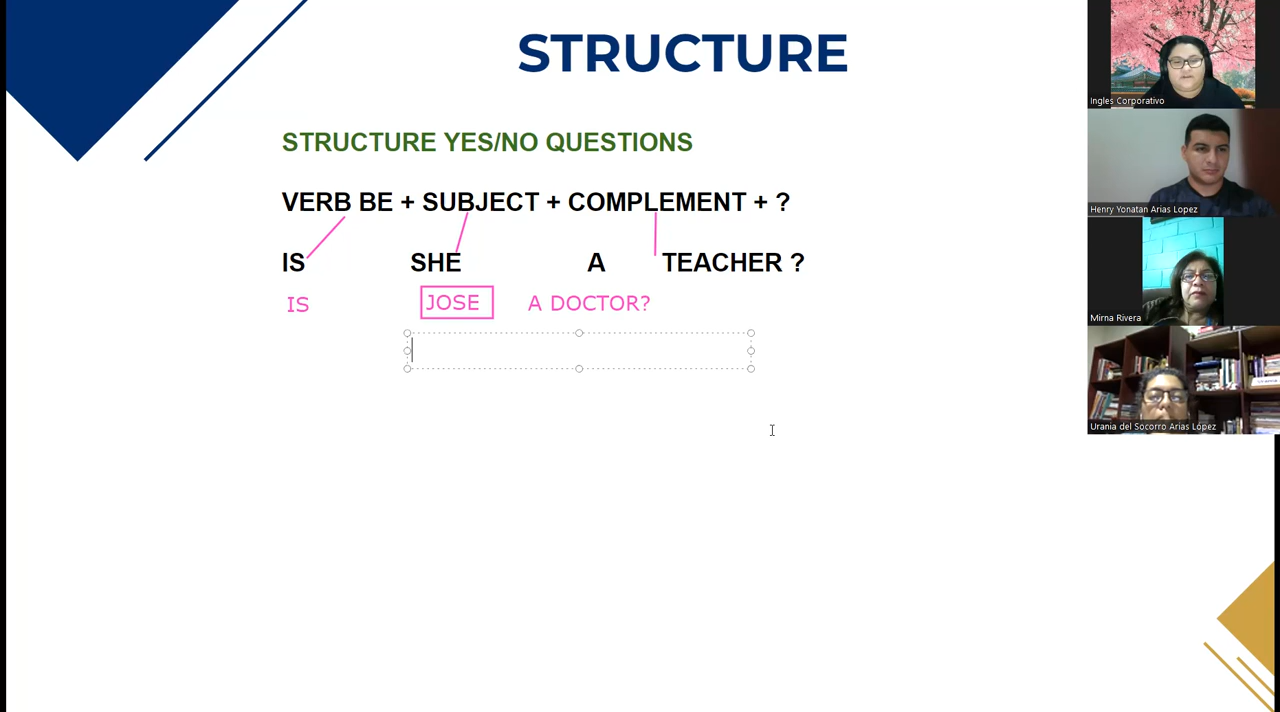 STRUCTURE
STRUCTURE YES/NO QUESTIONS
VERB BE + SUBJECT + COMPLEMENT + ?
IS SHE A TEACHER ?
IS JOSE A DOCTOR?
Ingles Corporativo
Henry Yonatan Arias Lopez
Mirna Rivera
Urania del Socorro Arias López